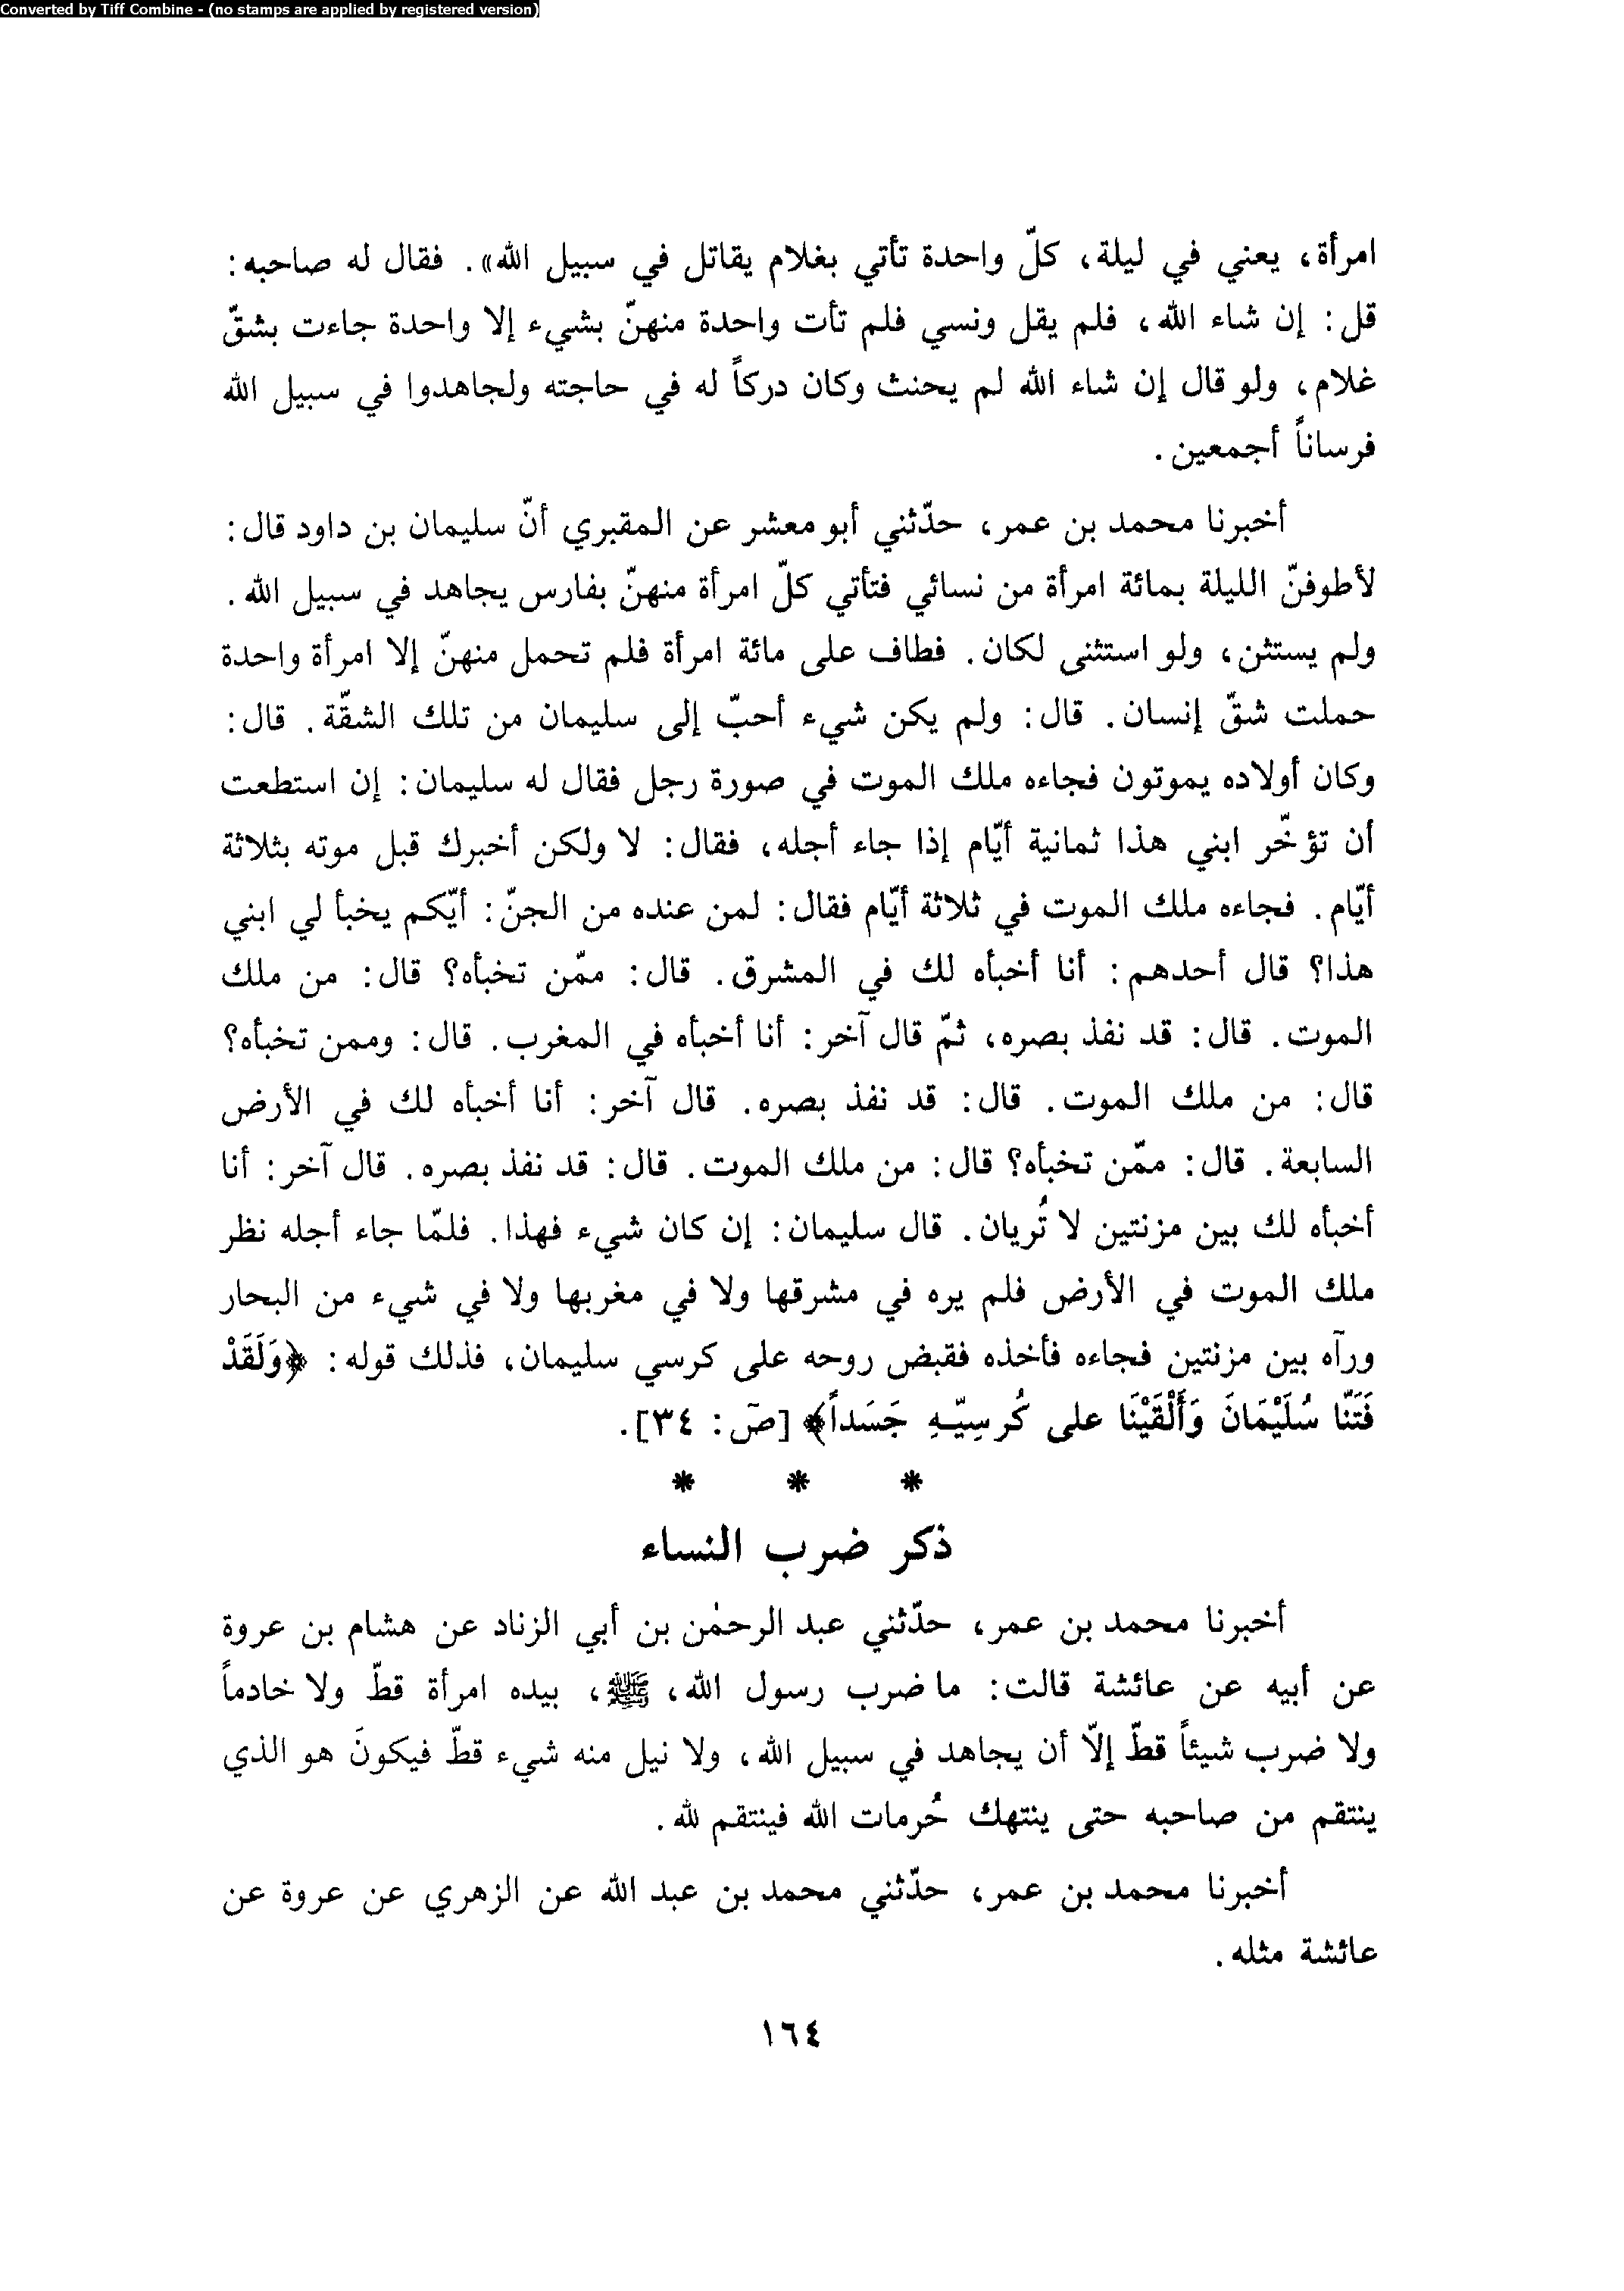 Converted by Tiff Combine - (no stamps are applied by registered version)
امرأة، يعني في ليلة، كلّ واحدة تأتي بغلام يقاتل في سبيل الله». فقال له صاحبه:
قل: إن شاء الله، فلم يقل ونسي فلم تأت واحدة منهنّ بشيء إلا واحدة جاءت بشقّ
غلام، ولو قال إن شاء الله لم يحنث وكان دركاً له في حاجته ولجاهدوا في سبيل الله
فرساناً أجمعين.
أخبرنا محمد بن عمر، حدّثني أبو معشر عن المقبري أنّ سليمان بن داود قال:
لأطوفنّ الليلة بمائة امرأة من نسائي فتأتي كلّ امرأة منهنّ بفارس يجاهد في سبيل الله.
ولم يستثن، ولو استثنى لكان. فطاف على مائة امرأة فلم تحمل منهنّ إلا امرأة واحدة
حملت شقّ إنسان. قال: ولم يكن شيء أحبّ إلى سليمان من تلك الشقّة. قال:
وكان أولاده يموتون فجاءه ملك الموت في صورة رجل فقال له سليمان: إن استطعت
أن تؤخّر ابني هذا ثمانية أيّام إذا جاء أجله، فقال: لا ولكن أخبرك قبل موته بثلاثة
أيّام. فجاءه ملك الموت في ثلاثة أيّام فقال: لمن عنده من الجنّ: أيّكم يخبأ لي ابني
هذا؟ قال أحدهم: أنا أخبأه لك في المشرق. قال: ممّن تخبأه؟ قال: من ملك
الموت. قال: قد نفذ بصره، ثمّ قال آخر: أنا أخبأه في المغرب. قال: وممن تخبأه؟
قال: من ملك الموت. قال: قد نفذ بصره. قال آخر: أنا أخبأه لك في الأرض
السابعة. قال: ممّن تخبأه؟ قال: من ملك الموت. قال: قد نفذ بصره. قال آخر: أنا
أخبأه لك بين مزنتين لا تُريان. قال سليمان: إن كان شيء فهذا. فلمّا جاء أجله نظر
ملك الموت في الأرض فلم يره في مشرقها ولا في مغربها ولا في شيء من البحار
ورآه بين مزنتين فجاءه فأخذه فقبض روحه على كرسي سليمان، فذلك قوله: ﴿وَلَقَدْ
فَتَنّا سُلَيْمَانَ وَأَلْقَيْنَا على كُرسِيّهِ جَسَداً﴾ [صۤ: ٣٤].
* * *
ذكر ضرب النساء
أخبرنا محمد بن عمر، حدّثني عبد الرحمٰن بن أبي الزناد عن هشام بن عروة
عن أبيه عن عائشة قالت: ما ضرب رسول الله، ﷺ، بيده امرأة قطّ ولا خادماً
ولا ضرب شيئاً قطّ إلّا أن يجاهد في سبيل الله، ولا نيل منه شيء قطّ فيكونَ هو الذي
ينتقم من صاحبه حتى ينتهك حُرمات الله فينتقم لله.
أخبرنا محمد بن عمر، حدّثني محمد بن عبد الله عن الزهري عن عروة عن
عائشة مثله.
١٦٤